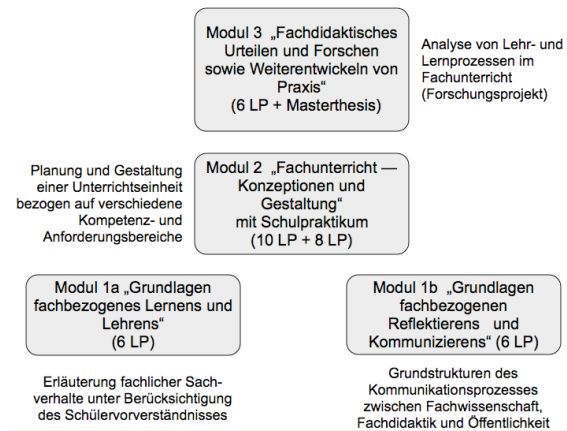 Modul 3 „Fachdidaktisches
Urteilen und Forschen
sowie Weiterentwickeln von
Praxis“
(6 LP + Masterthesis)
Analyse von Lehr- und
Lernprozessen im
Fachunterricht
(Forschungsprojekt)
Planung und Gestaltung
einer Unterrichtseinheit
bezogen auf verschiedene
Kompetenz- und
Anforderungsbereiche
Modul 2 „Fachunterricht —
Konzeptionen und
Gestaltung“
mit Schulpraktikum
(10 LP + 8 LP)
Modul 1a „Grundlagen
fachbezogenes Lernens und
Lehrens“
(6 LP)
Modul 1b „Grundlagen
fachbezogenen
Reflektierens und
Kommunizierens“ (6 LP)
Erläuterung fachlicher Sach-
verhalte unter Berücksichtigung
des Schülervorverständnisses
Grundstrukturen des
Kommunikationsprozesses
zwischen Fachwissenschaft,
Fachdidaktik und Öffentlichkeit